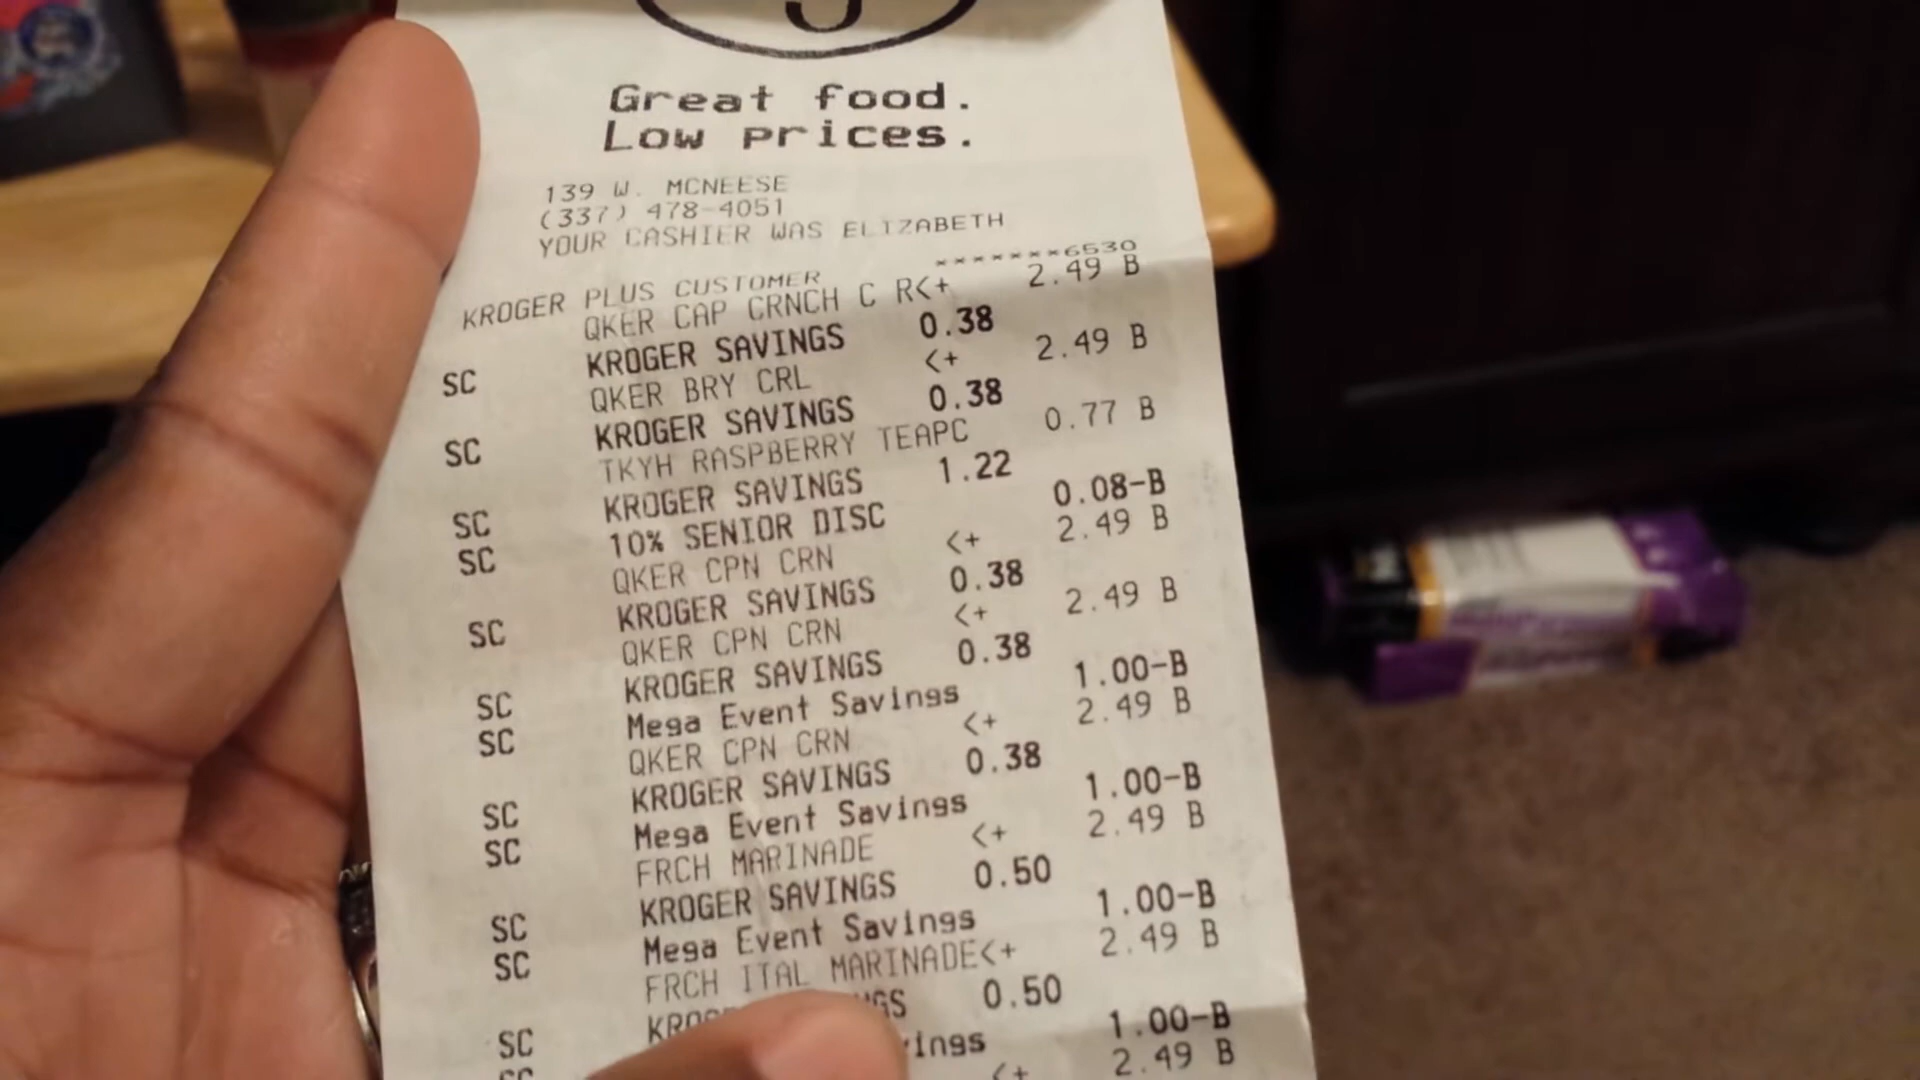 Great food.
Low prices.
139 W. MCNEESE
(337) 478-4051
YOUR CASHIER WAS ELIZABETH
KROGER PLUS CUSTOMER *******6530
QKER CAP CRNCH C R<+ 2.49 B
SC KROGER SAVINGS 0.38
QKER BRY CRL <+ 2.49 B
SC KROGER SAVINGS 0.38
TKYH RASPBERRY TEAPC 0.77 B
SC KROGER SAVINGS 1.22
SC 10% SENIOR DISC 0.08-B
QKER CPN CRN <+ 2.49 B
SC KROGER SAVINGS 0.38
QKER CPN CRN <+ 2.49 B
SC KROGER SAVINGS 0.38
SC Mega Event Savings 1.00-B
QKER CPN CRN <+ 2.49 B
SC KROGER SAVINGS 0.38
SC Mega Event Savings 1.00-B
FRCH MARINADE <+ 2.49 B
SC KROGER SAVINGS 0.50
SC Mega Event Savings 1.00-B
FRCH ITAL MARINADE<+ 2.49 B
SC 0.50
1.00-B
<+ 2.49 B